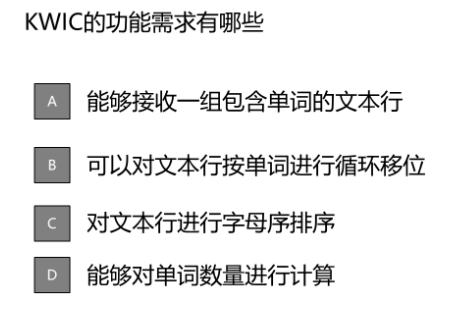 KWIC的功能需求有哪些
A 能够接收一组包含单词的文本行
B 可以对文本行按单词进行循环移位
C 对文本行进行字母序排序
D 能够对单词数量进行计算